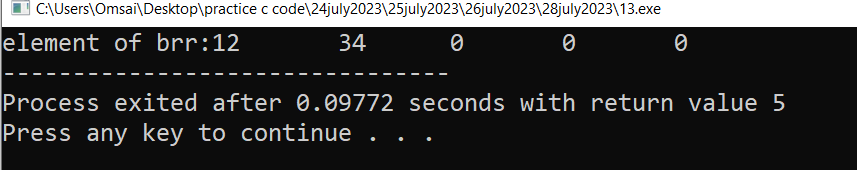 C:\Users\Omsai\Desktop\practice c code\24july2023\25july2023\26july2023\28july2023\13.exe
element of brr:12       34      0       0       0
--------------------------------
Process exited after 0.09772 seconds with return value 5
Press any key to continue . . .